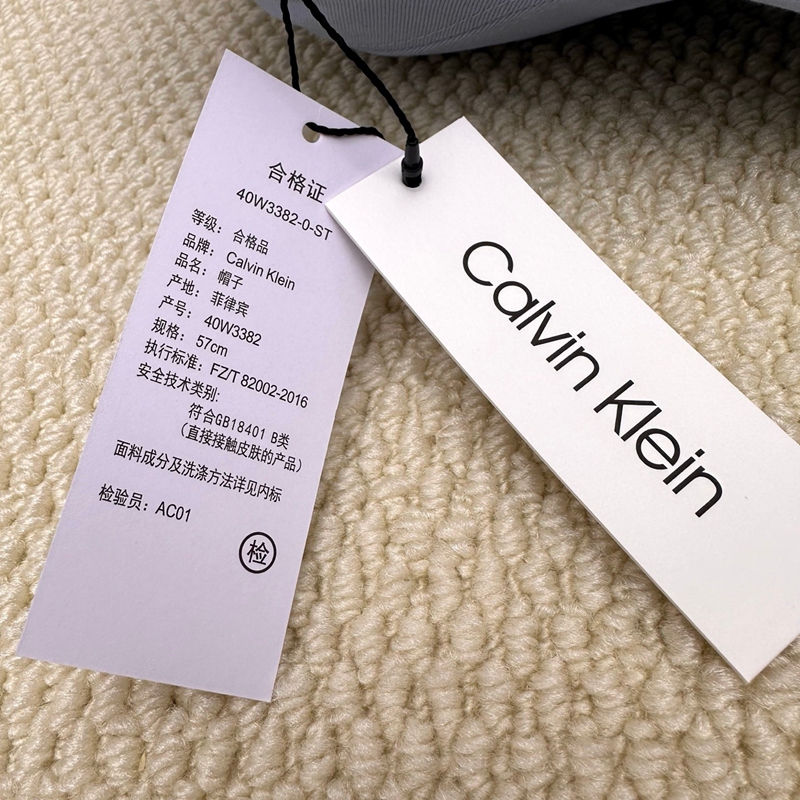 合格证
40W3382-0-ST
等级：合格品
品牌：Calvin Klein
品名：帽子
产地：菲律宾
产号：40W3382
规格：57cm
执行标准：FZ/T 82002-2016
安全技术类别:
符合GB18401 B类
（直接接触皮肤的产品）
面料成分及洗涤方法详见内标
检验员：AC01
检
Calvin Klein